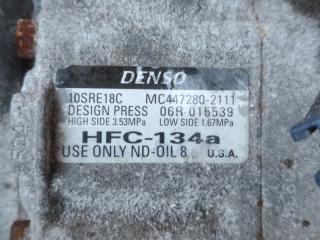 DENSO
10SRE18C MC447280-2111
DESIGN PRESS 06R 015539
HIGH SIDE 3.53MPa LOW SIDE 1.67MPa
HFC-134a
USE ONLY ND-OIL 8 U.S.A.